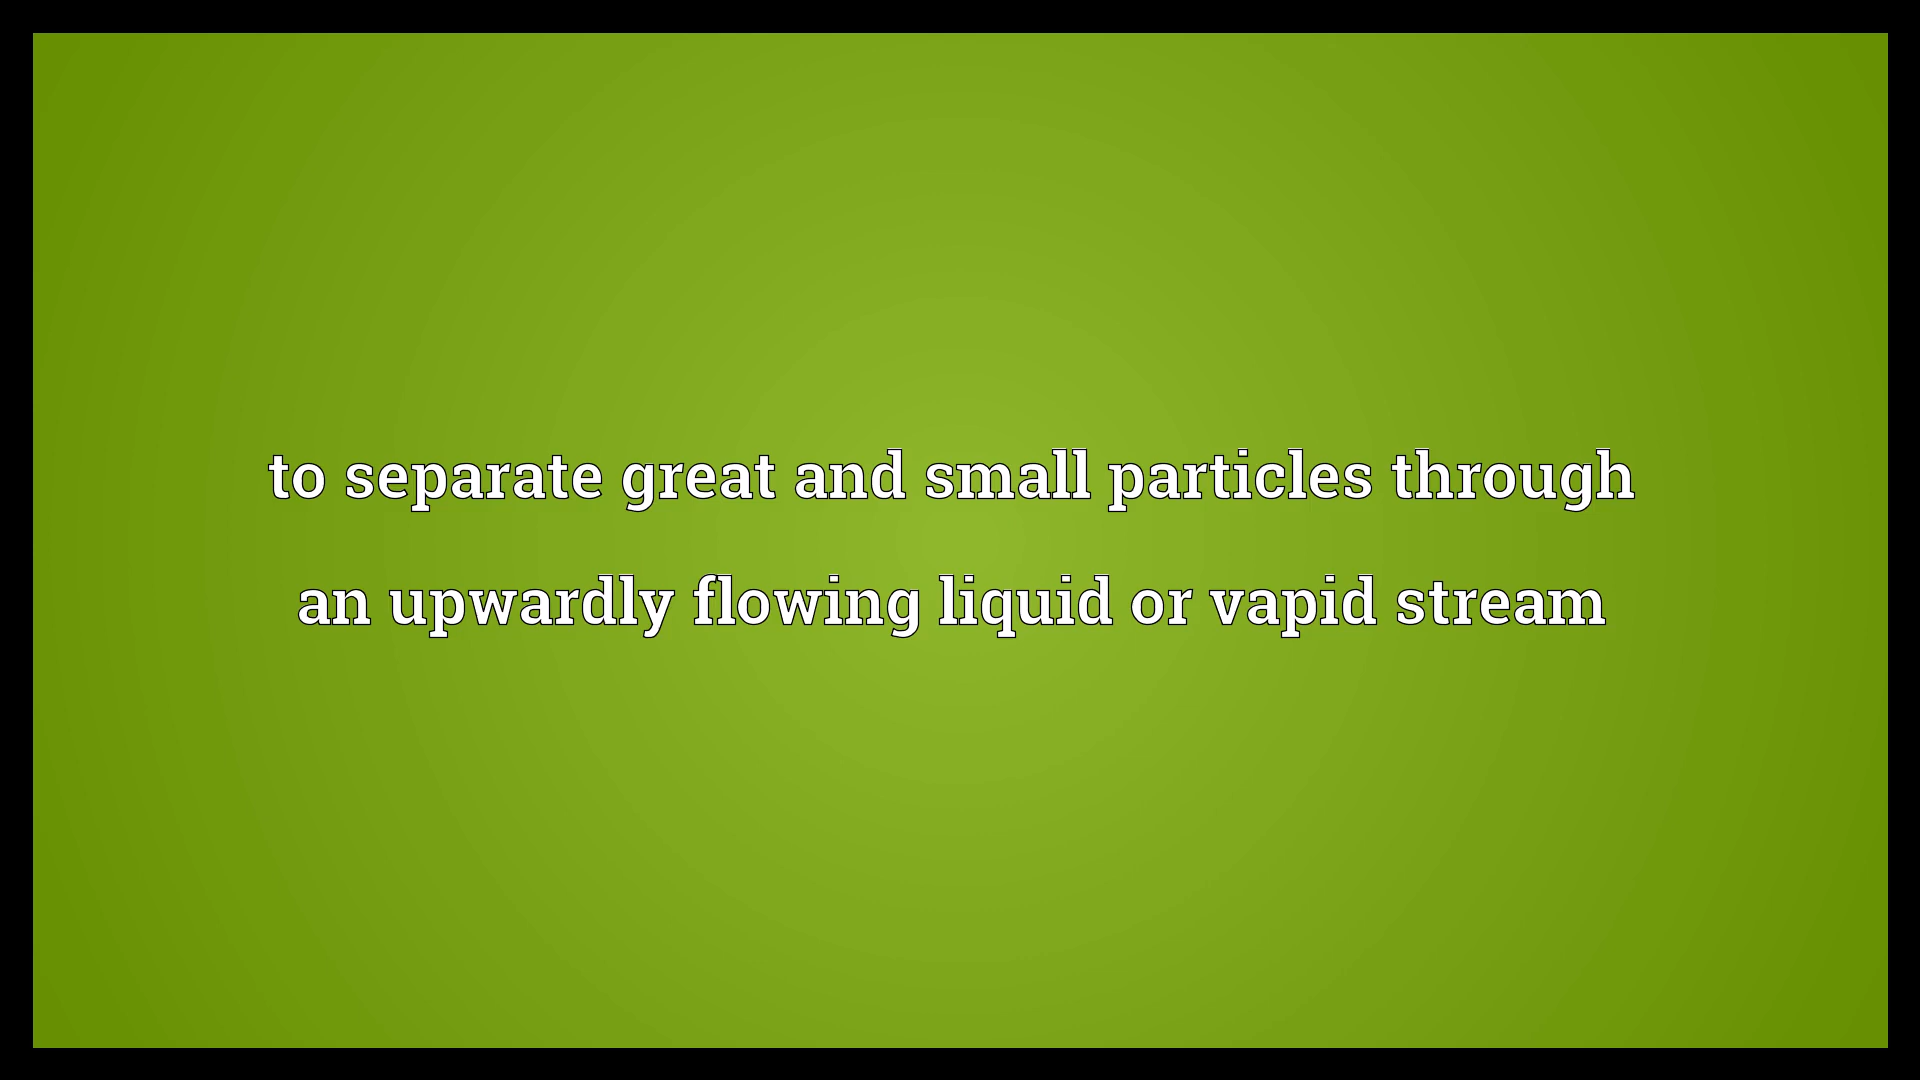 to separate great and small particles through
an upwardly flowing liquid or vapid stream